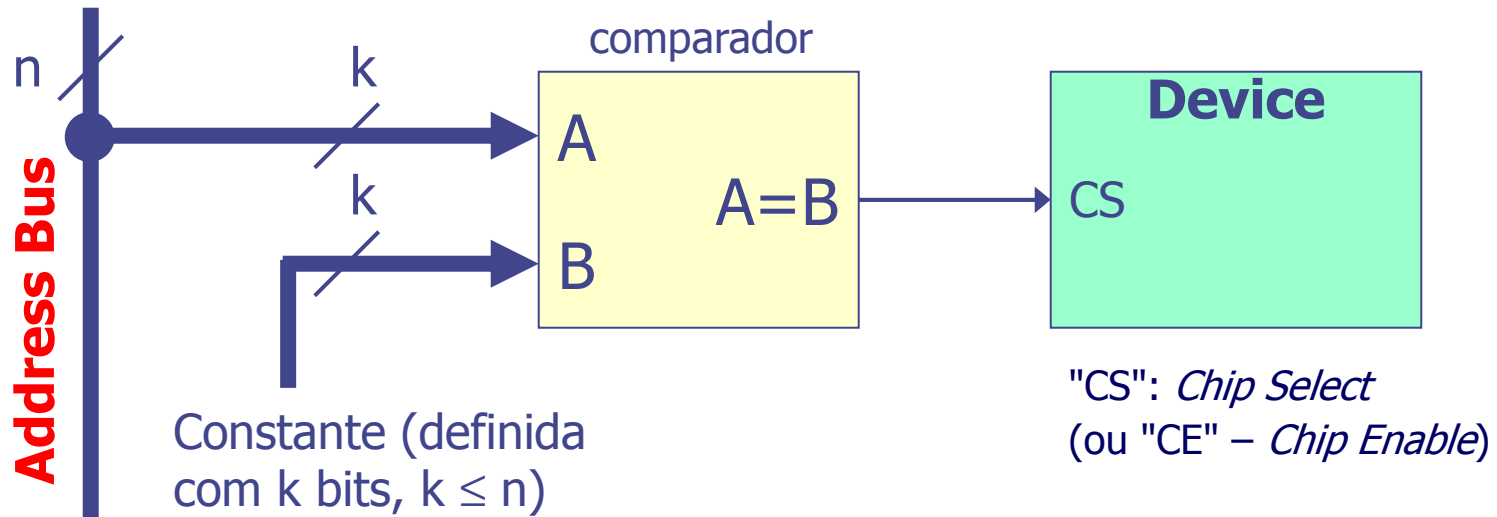 comparador
n
k
Device
A
k
A=B
CS
B
Address Bus
"CS": Chip Select
(ou "CE" – Chip Enable)
Constante (definida
com k bits, k ≤ n)